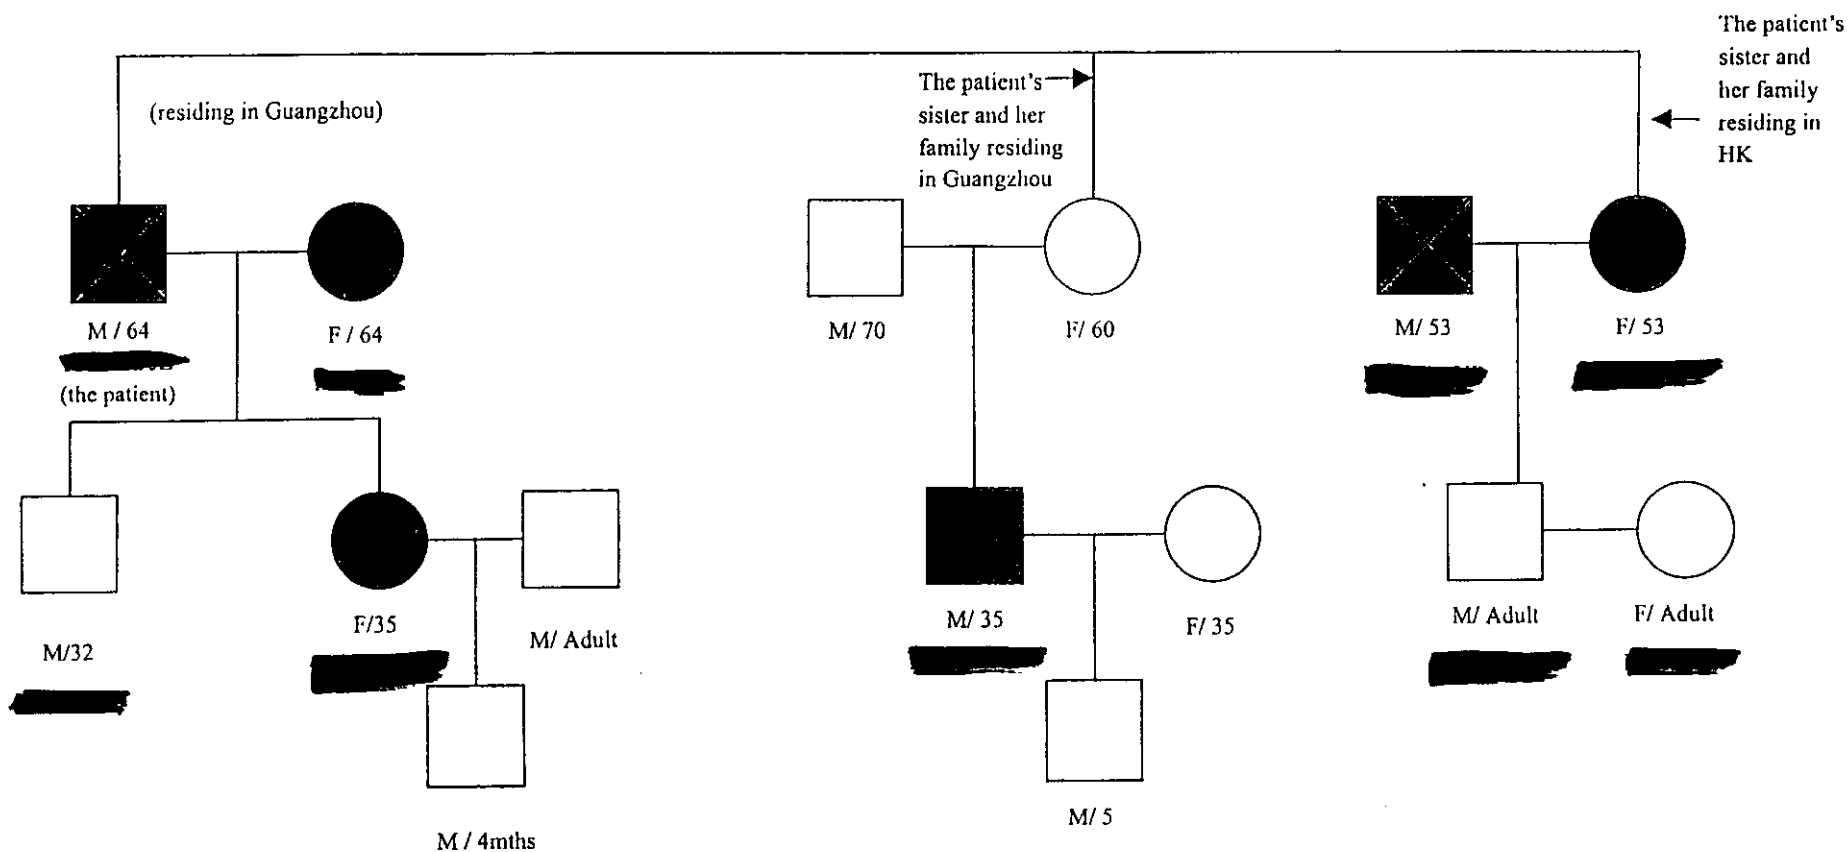 The patient's
sister and
her family
residing in
HK
The patient's
sister and her
family residing
in Guangzhou
(residing in Guangzhou)
M / 64
(the patient)
F / 64
M/ 70
F/ 60
M/ 53
F/ 53
M/32
F/35
M/ Adult
M/ 35
F/ 35
M/ Adult
F/ Adult
M / 4mths
M/ 5